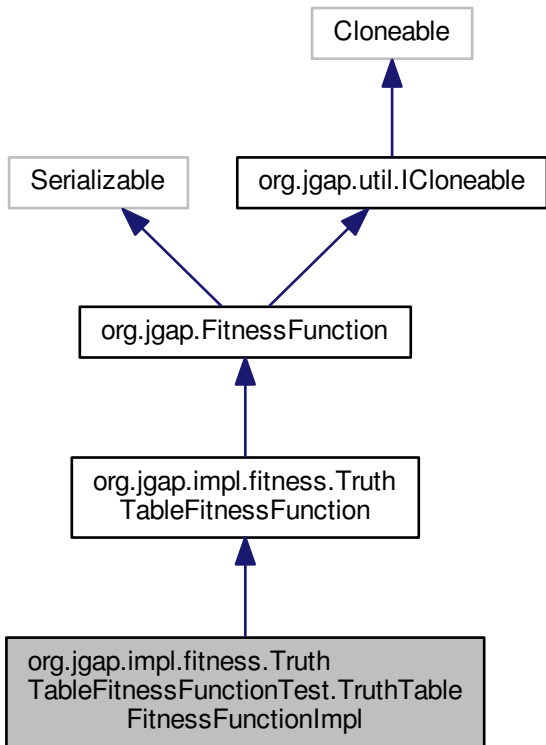 Cloneable
Serializable
org.jgap.util.ICloneable
org.jgap.FitnessFunction
org.jgap.impl.fitness.Truth
TableFitnessFunction
org.jgap.impl.fitness.Truth
TableFitnessFunctionTest.TruthTable
FitnessFunctionImpl